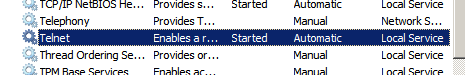 TCP/IP NetBIOS He... Provides s... Started Automatic Local Service
Telephony Provides T... Manual Network S...
Telnet Enables a r... Started Automatic Local Service
Thread Ordering Se... Provides or... Manual Local Service
TPM Base Services Enables ac... Manual Local Service